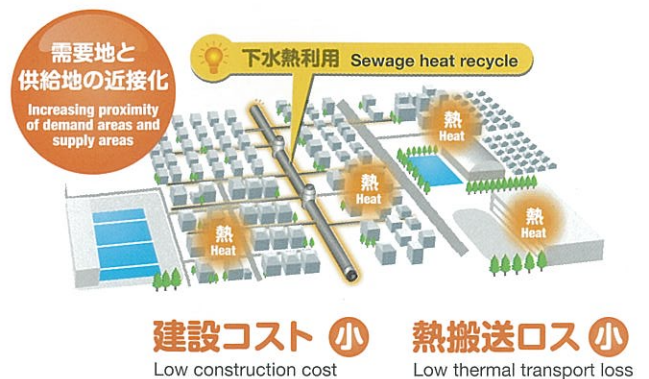 需要地と
供給地の近接化
Increasing proximity
of demand areas and
supply areas
下水熱利用 Sewage heat recycle
熱
Heat
熱
Heat
熱
Heat
熱
Heat
建設コスト 小
Low construction cost
熱搬送ロス 小
Low thermal transport loss